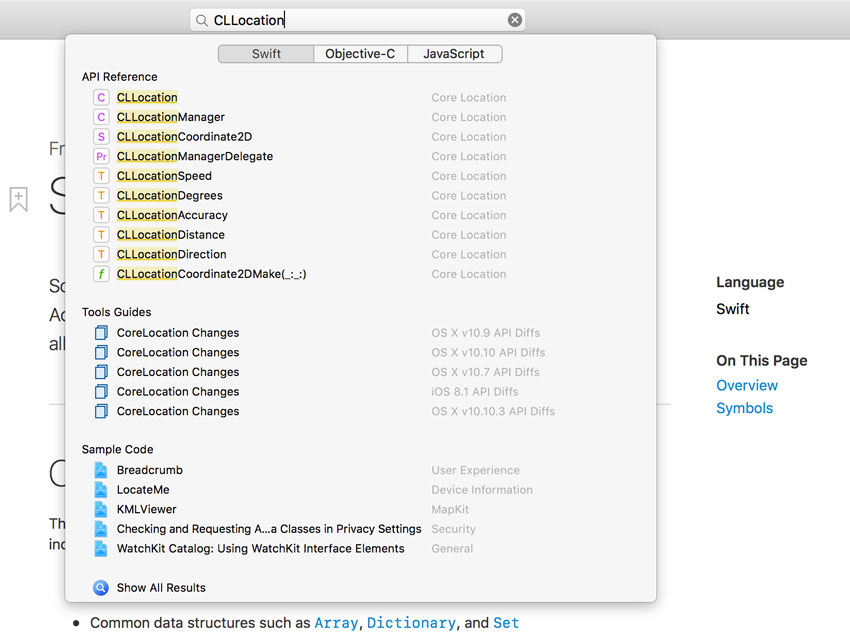 CLLocation
Swift Objective-C JavaScript
API Reference
C CLLocation Core Location
C CLLocationManager Core Location
S CLLocationCoordinate2D Core Location
Pr CLLocationManagerDelegate Core Location
T CLLocationSpeed Core Location
T CLLocationDegrees Core Location
T CLLocationAccuracy Core Location
T CLLocationDistance Core Location
T CLLocationDirection Core Location
f CLLocationCoordinate2DMake(_:_:) Core Location
Tools Guides
CoreLocation Changes OS X v10.9 API Diffs
CoreLocation Changes OS X v10.10 API Diffs
CoreLocation Changes OS X v10.7 API Diffs
CoreLocation Changes iOS 8.1 API Diffs
CoreLocation Changes OS X v10.10.3 API Diffs
Sample Code
Breadcrumb User Experience
LocateMe Device Information
KMLViewer MapKit
Checking and Requesting A...a Classes in Privacy Settings Security
WatchKit Catalog: Using WatchKit Interface Elements General
Show All Results
Language
Swift
On This Page
Overview
Symbols
• Common data structures such as Array, Dictionary, and Set